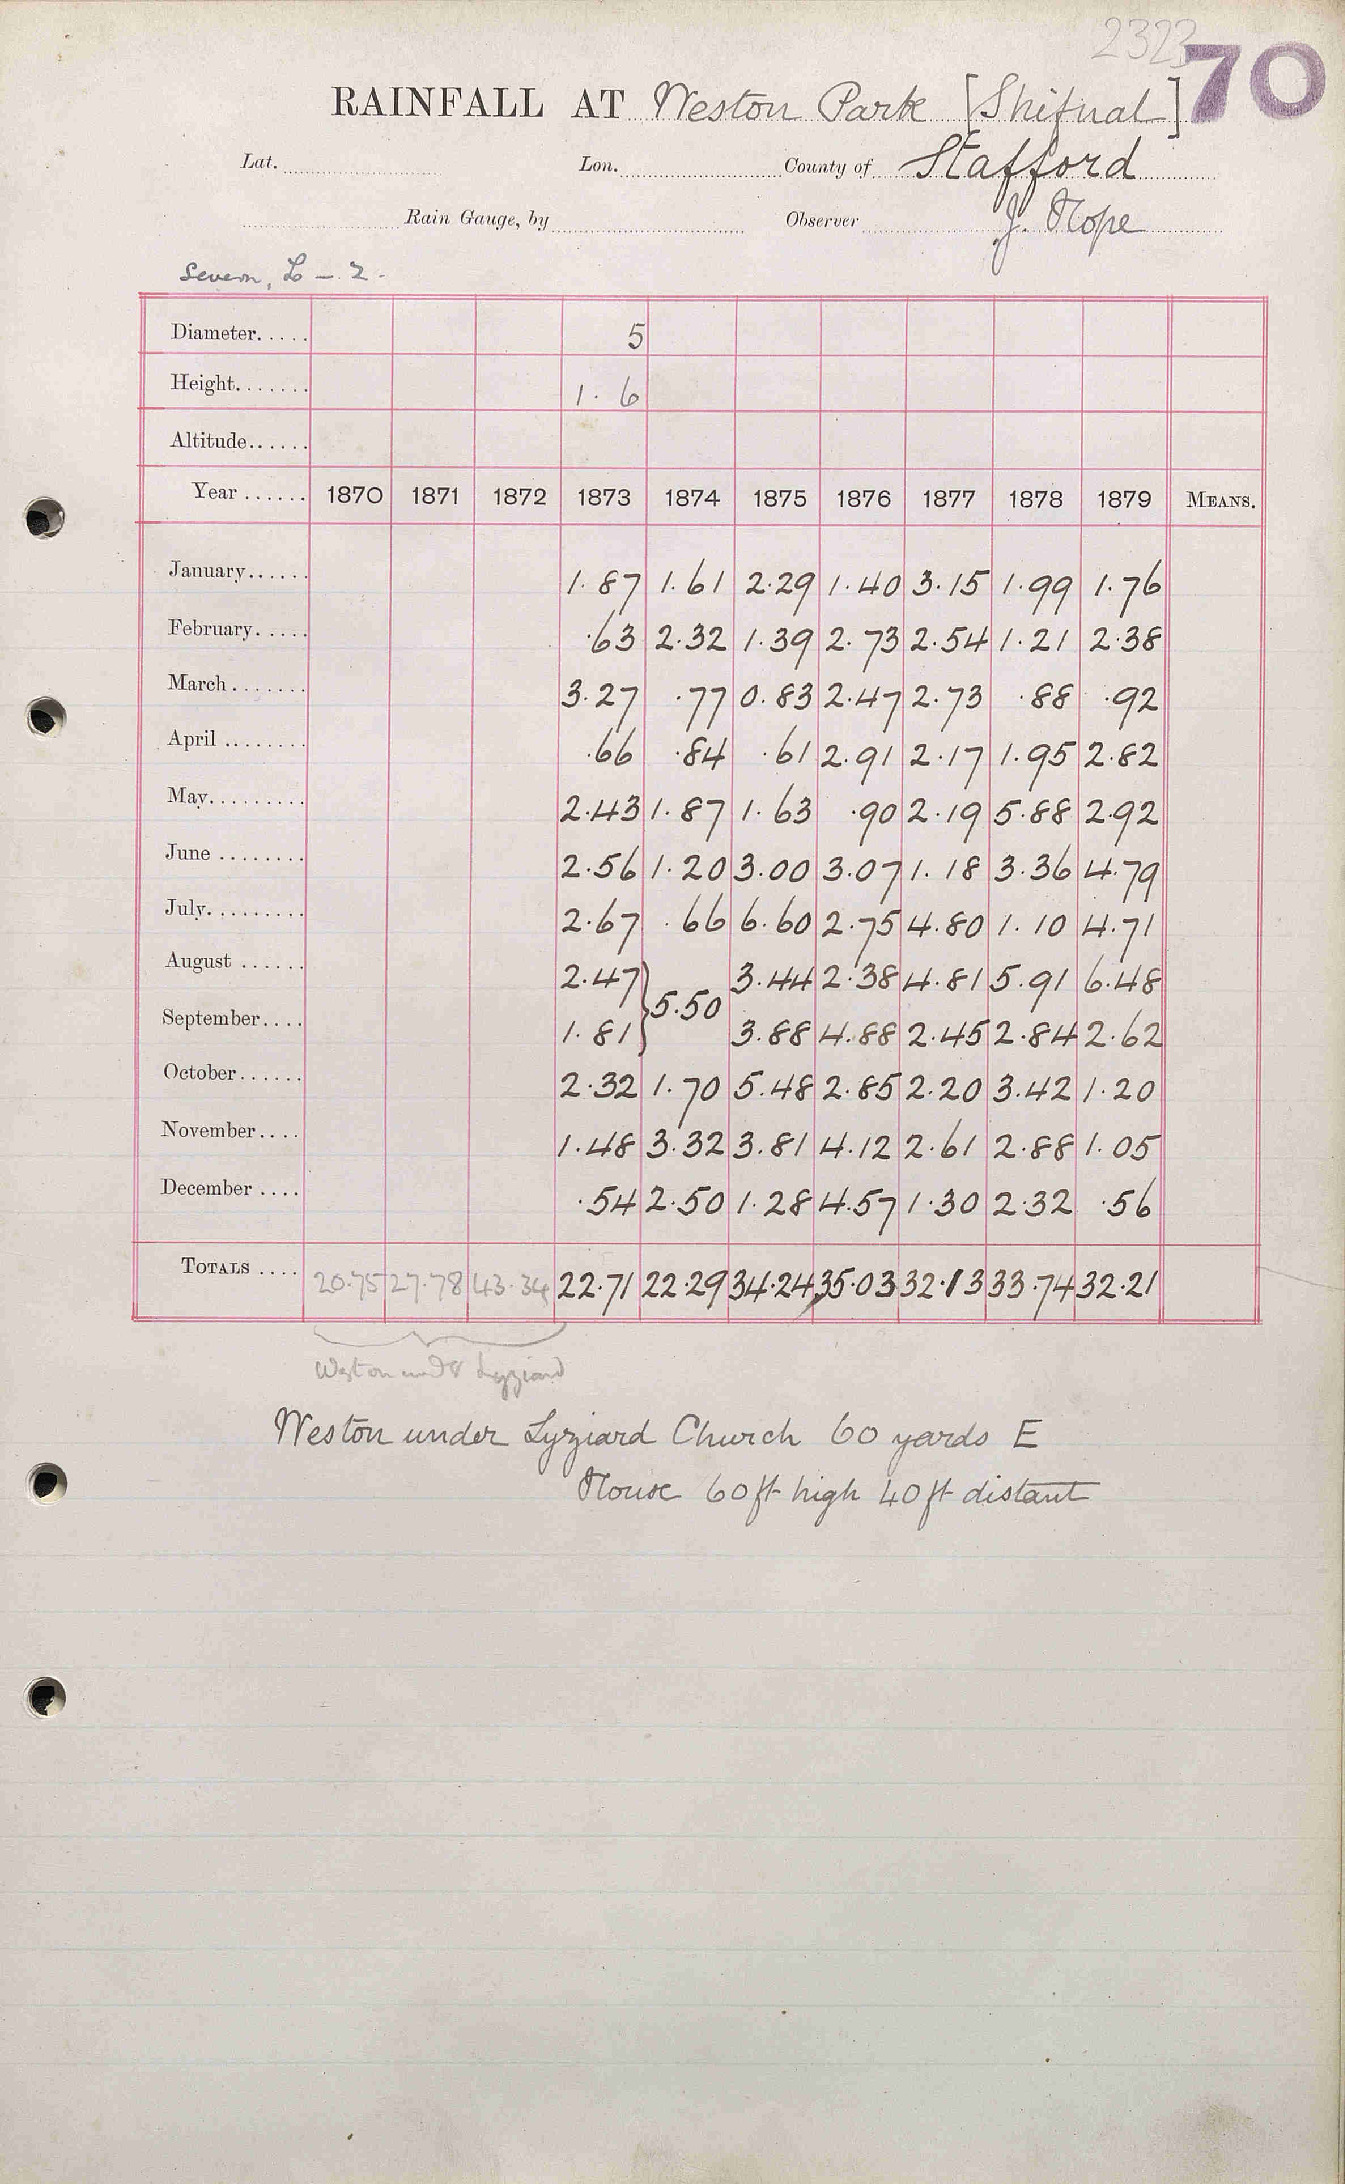 2323
70
RAINFALL AT Weston Park [Shifnal]
Lat. Lon. County of Stafford
Rain Gauge, by Observer J. Hope
Severn, L - 2.
Diameter..... 5
Height....... 1. 6
Altitude......
Year ...... 1870 1871 1872 1873 1874 1875 1876 1877 1878 1879 MEANS.
January...... 1.87 1.61 2.29 1.40 3.15 1.99 1.76
February..... .63 2.32 1.39 2.73 2.54 1.21 2.38
March....... 3.27 .77 0.83 2.47 2.73 .88 .92
April ........ .66 .84 .61 2.91 2.17 1.95 2.82
May......... 2.43 1.87 1.63 .90 2.19 5.88 2.92
June ........ 2.56 1.20 3.00 3.07 1.18 3.36 4.79
July......... 2.67 .66 6.60 2.75 4.80 1.10 4.71
August ...... 2.47 } 5.50 3.44 2.38 4.81 5.91 6.48
September.... 1.81 3.88 4.88 2.45 2.84 2.62
October...... 2.32 1.70 5.48 2.85 2.20 3.42 1.20
November.... 1.48 3.32 3.81 4.12 2.61 2.88 1.05
December .... .54 2.50 1.28 4.57 1.30 2.32 .56
TOTALS .... 20.75 27.78 43.34 22.71 22.29 34.24 35.03 32.13 33.74 32.21
Weston under Lyziard
Weston under Lyziard Church 60 yards E
House 60 ft high 40 ft distant